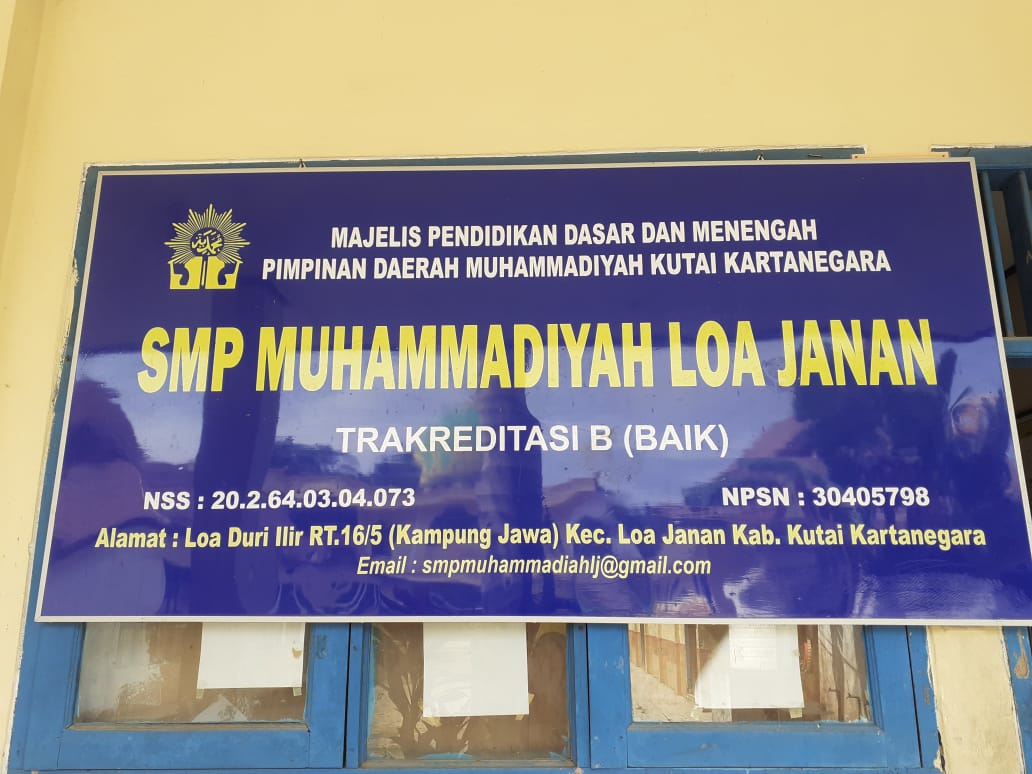 MAJELIS PENDIDIKAN DASAR DAN MENENGAH
PIMPINAN DAERAH MUHAMMADIYAH KUTAI KARTANEGARA
SMP MUHAMMADIYAH LOA JANAN
TRAKREDITASI B (BAIK)
NSS : 20.2.64.03.04.073
NPSN : 30405798
Alamat : Loa Duri Ilir RT.16/5 (Kampung Jawa) Kec. Loa Janan Kab. Kutai Kartanegara
Email : smpmuhammadiahlj@gmail.com